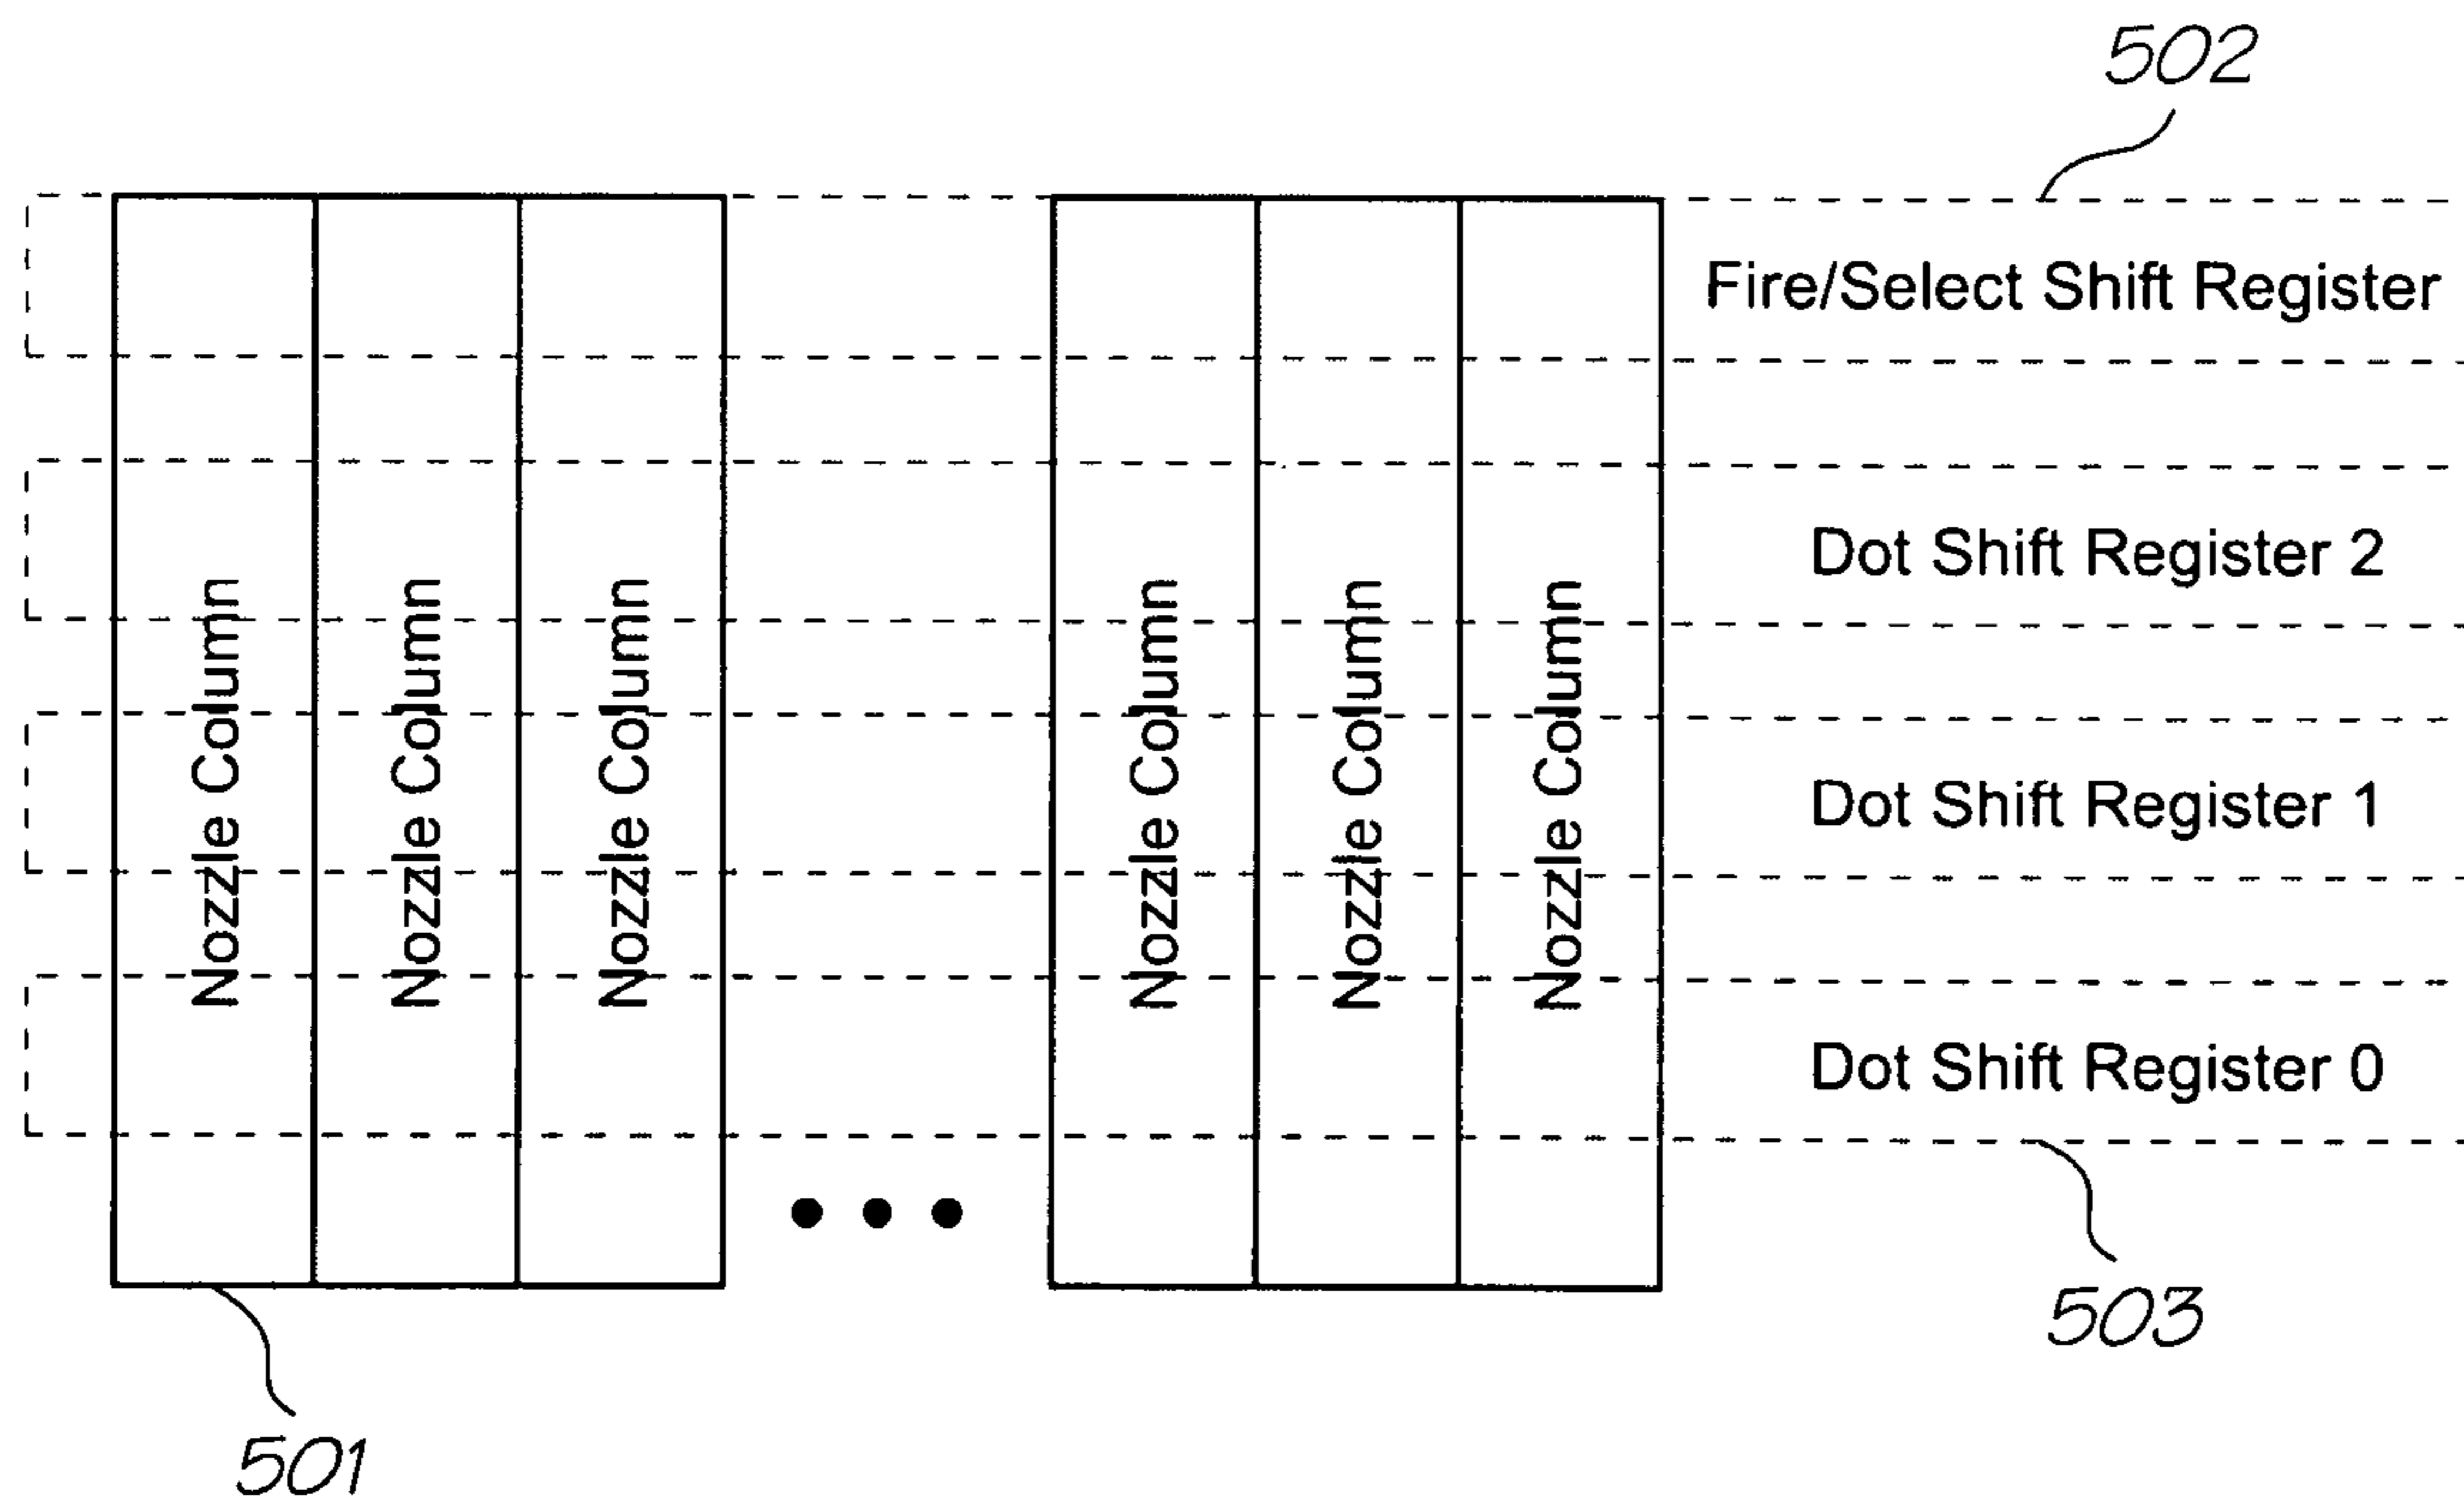 502
Fire/Select Shift Register
Dot Shift Register 2
Nozzle Column
Nozzle Column
Nozzle Column
Nozzle Column
Nozzle Column
Nozzle Column
Dot Shift Register 1
Dot Shift Register 0
503
501